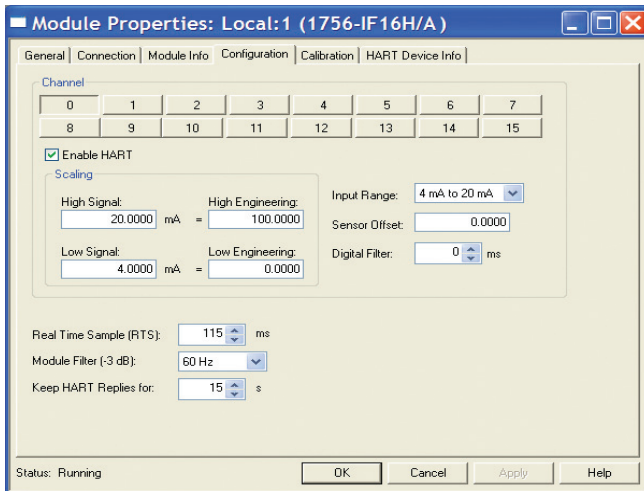 Module Properties: Local:1 (1756-IF16H/A)
General Connection Module Info Configuration Calibration HART Device Info
Channel
0 1 2 3 4 5 6 7
8 9 10 11 12 13 14 15
Enable HART
Scaling
High Signal: High Engineering: Input Range: 4 mA to 20 mA
20.0000 mA = 100.0000 Sensor Offset: 0.0000
Low Signal: Low Engineering: Digital Filter: 0 ms
4.0000 mA = 0.0000
Real Time Sample (RTS): 115 ms
Module Filter (-3 dB): 60 Hz
Keep HART Replies for: 15 s
Status: Running OK Cancel Apply Help